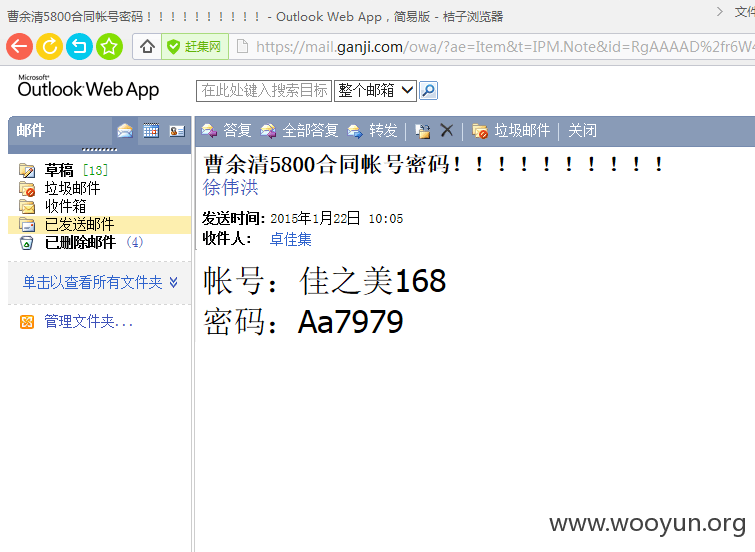 曹余清5800合同帐号密码！！！！！！！！！！ - Outlook Web App，简易版 - 桔子浏览器
文件
赶集网 https://mail.ganji.com/owa/?ae=Item&t=IPM.Note&id=RgAAAAD%2fr6W4
Microsoft®
Outlook Web App
在此处键入搜索目标 整个邮箱
邮件
答复 全部答复 转发 垃圾邮件 关闭
草稿 [13]
垃圾邮件
收件箱
已发送邮件
已删除邮件 (4)
单击以查看所有文件夹
管理文件夹...
曹余清5800合同帐号密码！！！！！！！！！！
徐伟洪
发送时间: 2015年1月22日 10:05
收件人: 卓佳集
帐号：佳之美168
密码：Aa7979
www.wooyun.org